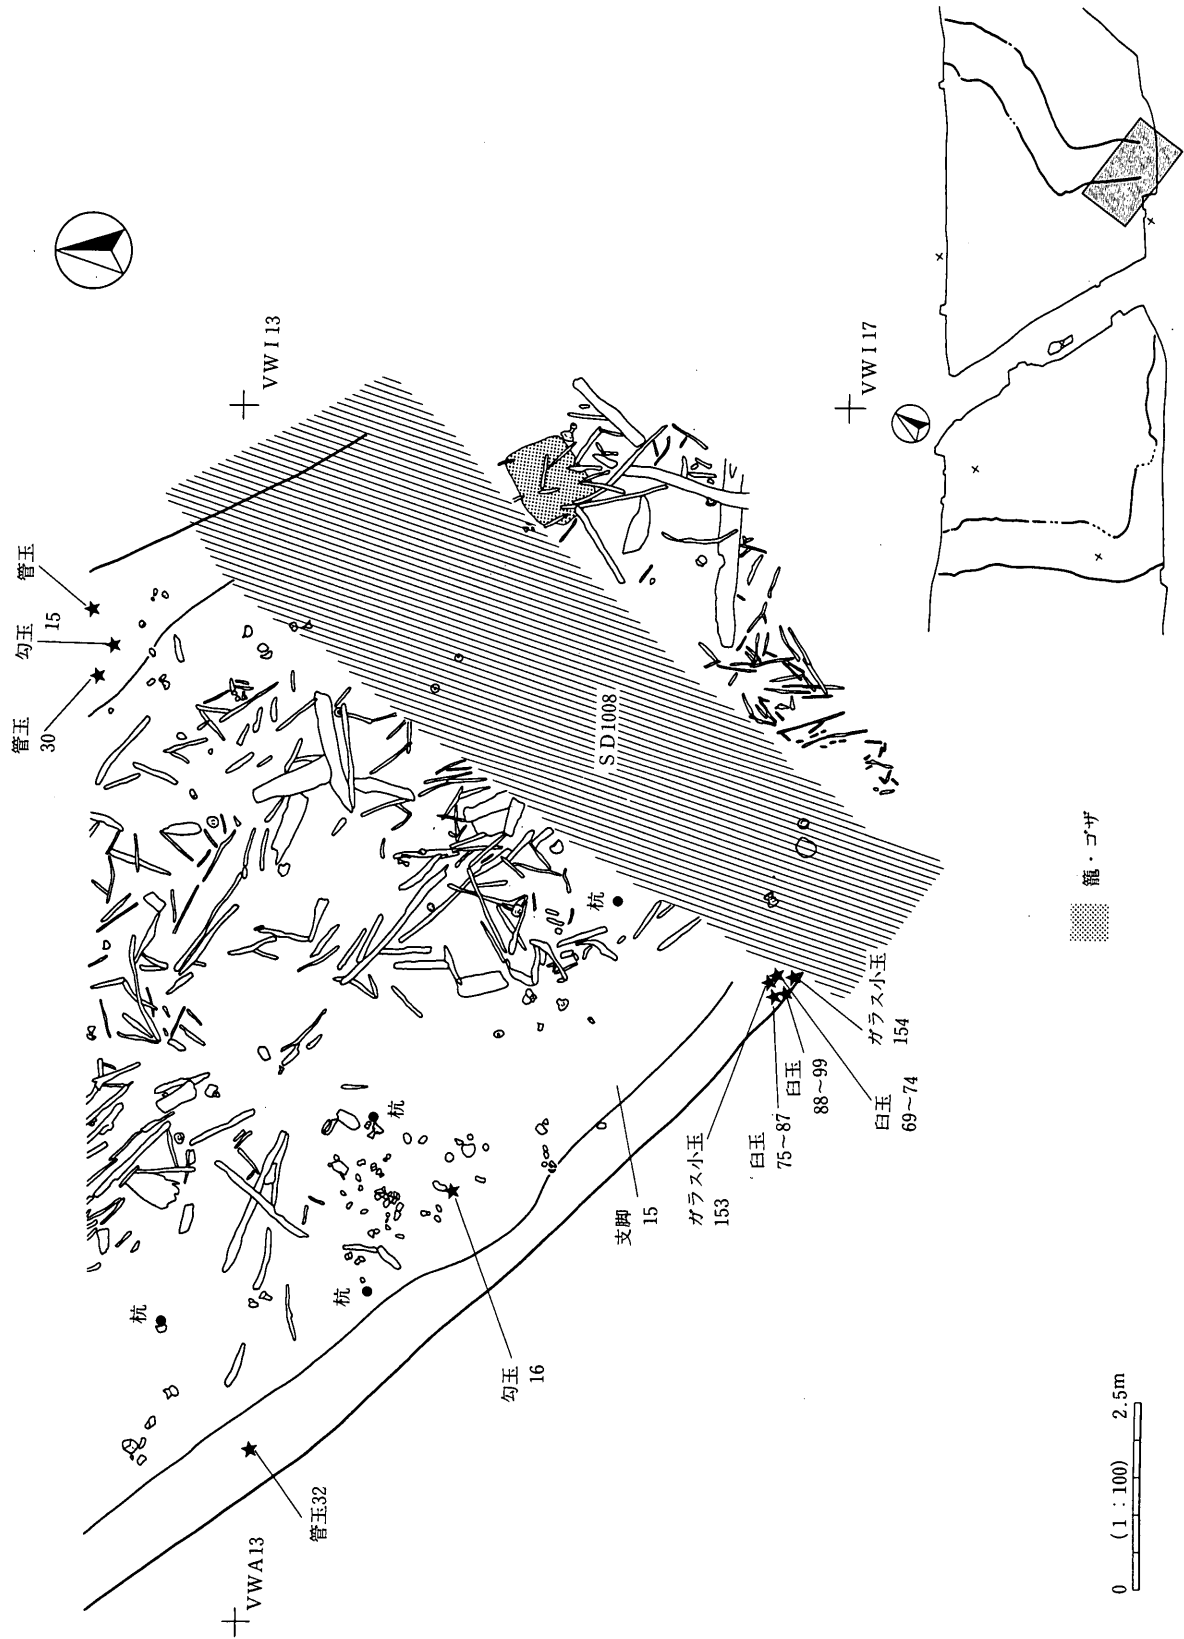 管玉
勾玉
15
管玉
30
VWI13
VWI17
SD1008
杭
杭
杭
杭
ガラス小玉
154
臼玉
88～99
臼玉
69～74
臼玉
75～87
ガラス小玉
153
支脚
15
勾玉
16
管玉32
VWA13
籠・ゴザ
0 (1:100) 2.5m